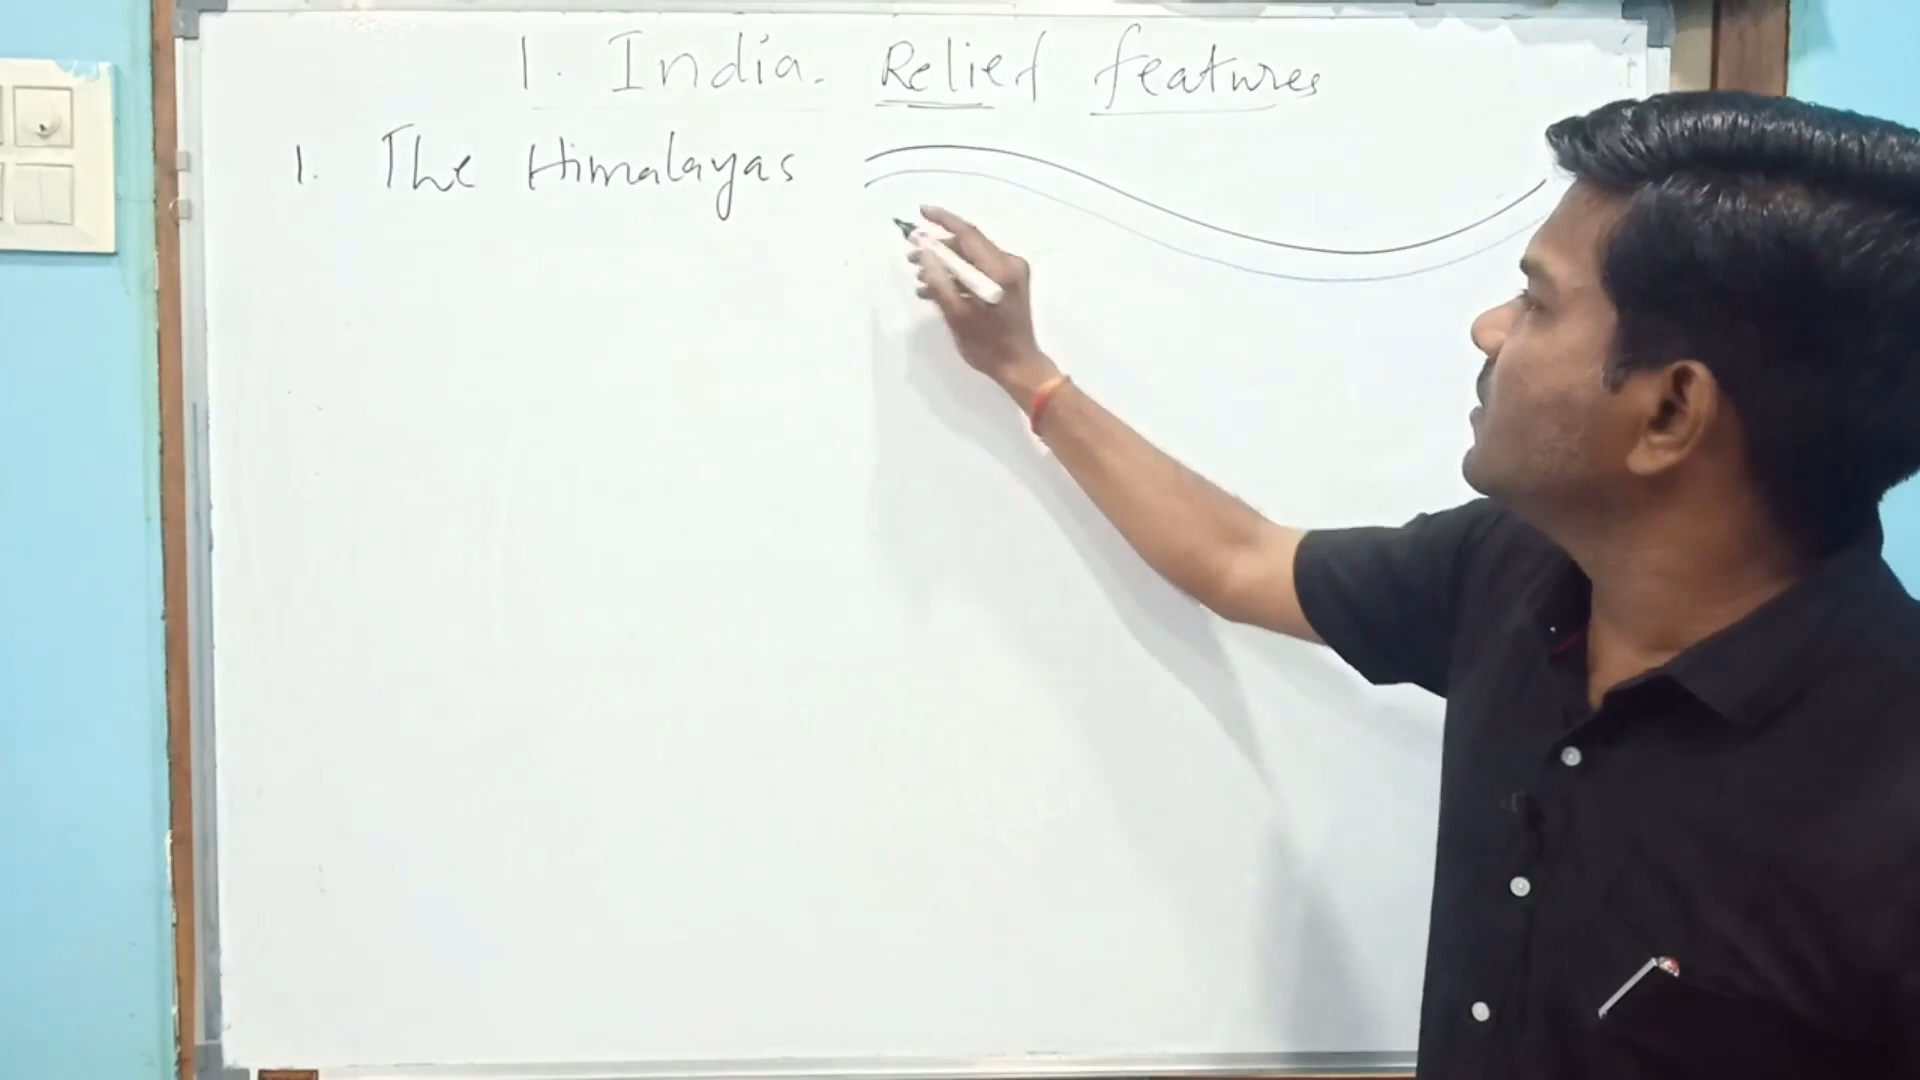 1. India. Relief features
1. The Himalayas